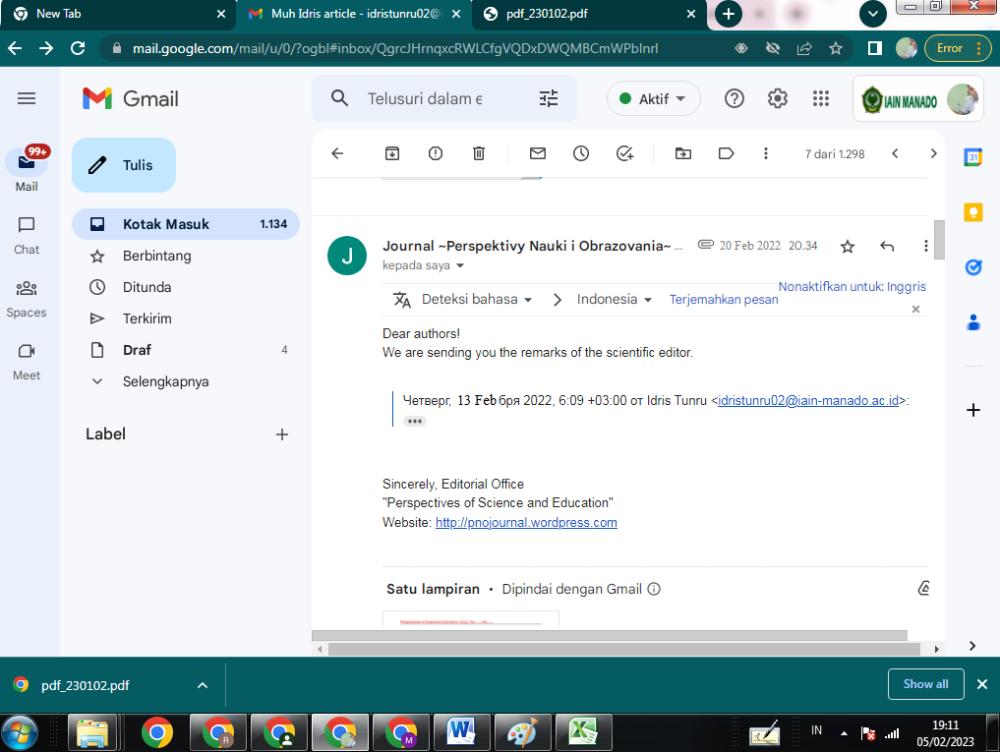 New Tab
Muh Idris article - idristunru02@
pdf_230102.pdf
mail.google.com/mail/u/0/?ogbl#inbox/QgrcJHrnqxcRWLCfgVQDxDWQMBCmWPblnrl
Error
Gmail
Telusuri dalam e
Aktif
IAIN MANADO
99+
Mail
Chat
Spaces
Meet
Tulis
Kotak Masuk 1.134
Berbintang
Ditunda
Terkirim
Draf 4
Selengkapnya
Label
7 dari 1.298
31
J
Journal ~Perspektivy Nauki i Obrazovania~ ... 20 Feb 2022 20.34
kepada saya
Nonaktifkan untuk: Inggris
Deteksi bahasa Indonesia Terjemahkan pesan
Dear authors!
We are sending you the remarks of the scientific editor.
Четверг, 13 Febбря 2022, 6:09 +03:00 от Idris Tunru <idristunru02@iain-manado.ac.id>:
Sincerely, Editorial Office
"Perspectives of Science and Education"
Website: http://pnojournal.wordpress.com
Satu lampiran • Dipindai dengan Gmail
pdf_230102.pdf
Show all
R
M
IN
19:11
05/02/2023